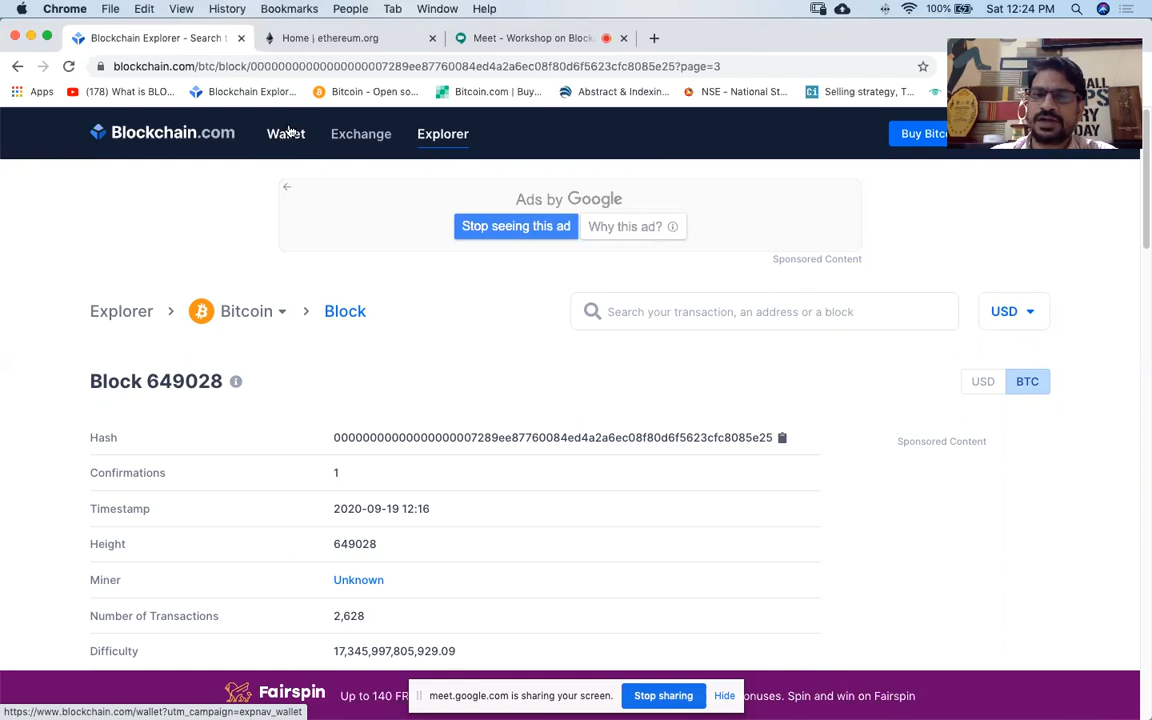 Chrome File Edit View History Bookmarks People Tab Window Help 100% Sat 12:24 PM
Blockchain Explorer - Search t Home | ethereum.org Meet - Workshop on Block
blockchain.com/btc/block/0000000000000000007289ee87760084ed4a2a6ec08f80d6f5623cfc8085e25?page=3
Apps (178) What is BLO... Blockchain Explor... Bitcoin - Open so... Bitcoin.com | Buy... Abstract & Indexin... NSE - National St... Selling strategy, T...
Blockchain.com Wallet Exchange Explorer Buy Bitc
Ads by Google
Stop seeing this ad Why this ad?
Sponsored Content
Explorer > Bitcoin > Block Search your transaction, an address or a block USD
Block 649028 USD BTC
Hash 0000000000000000007289ee87760084ed4a2a6ec08f80d6f5623cfc8085e25
Sponsored Content
Confirmations 1
Timestamp 2020-09-19 12:16
Height 649028
Miner Unknown
Number of Transactions 2,628
Difficulty 17,345,997,805,929.09
Fairspin Up to 140 FR meet.google.com is sharing your screen. Stop sharing Hide onuses. Spin and win on Fairspin
https://www.blockchain.com/wallet?utm_campaign=expnav_wallet